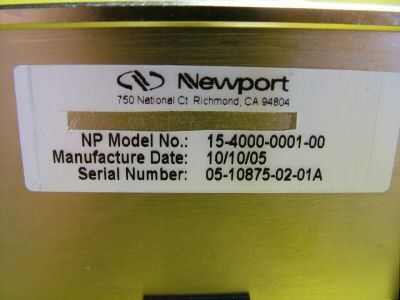 Newport
750 National Ct. Richmond, CA 94804
NP Model No.: 15-4000-0001-00
Manufacture Date: 10/10/05
Serial Number: 05-10875-02-01A